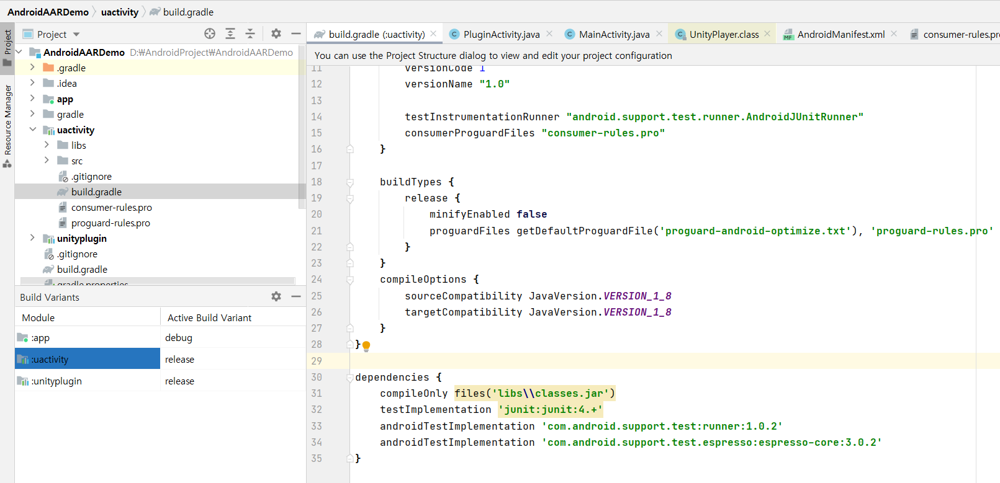 AndroidAARDemo uactivity build.gradle
Project
Resource Manager
Project
AndroidAARDemo D:₩AndroidProject₩AndroidAARDemo
.gradle
.idea
app
gradle
uactivity
libs
src
.gitignore
build.gradle
consumer-rules.pro
proguard-rules.pro
unityplugin
.gitignore
build.gradle
gradle.properties
Build Variants
Module Active Build Variant
:app debug
:uactivity release
:unityplugin release
build.gradle (:uactivity) PluginActivity.java MainActivity.java UnityPlayer.class AndroidManifest.xml consumer-rules.pro
You can use the Project Structure dialog to view and edit your project configuration
11 versionCode 1
12 versionName "1.0"
13
14 testInstrumentationRunner "android.support.test.runner.AndroidJUnitRunner"
15 consumerProguardFiles "consumer-rules.pro"
16 }
17
18 buildTypes {
19 release {
20 minifyEnabled false
21 proguardFiles getDefaultProguardFile('proguard-android-optimize.txt'), 'proguard-rules.pro'
22 }
23 }
24 compileOptions {
25 sourceCompatibility JavaVersion.VERSION_1_8
26 targetCompatibility JavaVersion.VERSION_1_8
27 }
28 }
29
30 dependencies {
31 compileOnly files('libs\\classes.jar')
32 testImplementation 'junit:junit:4.+'
33 androidTestImplementation 'com.android.support.test:runner:1.0.2'
34 androidTestImplementation 'com.android.support.test.espresso:espresso-core:3.0.2'
35 }